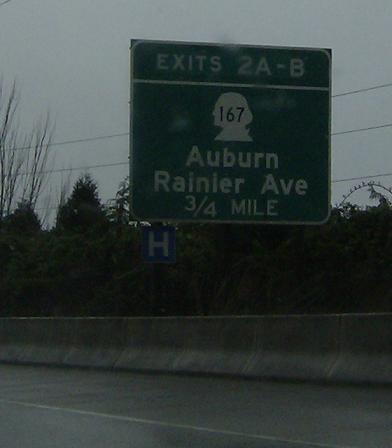 EXITS 2A-B
167
Auburn
Rainier Ave
3/4 MILE
H